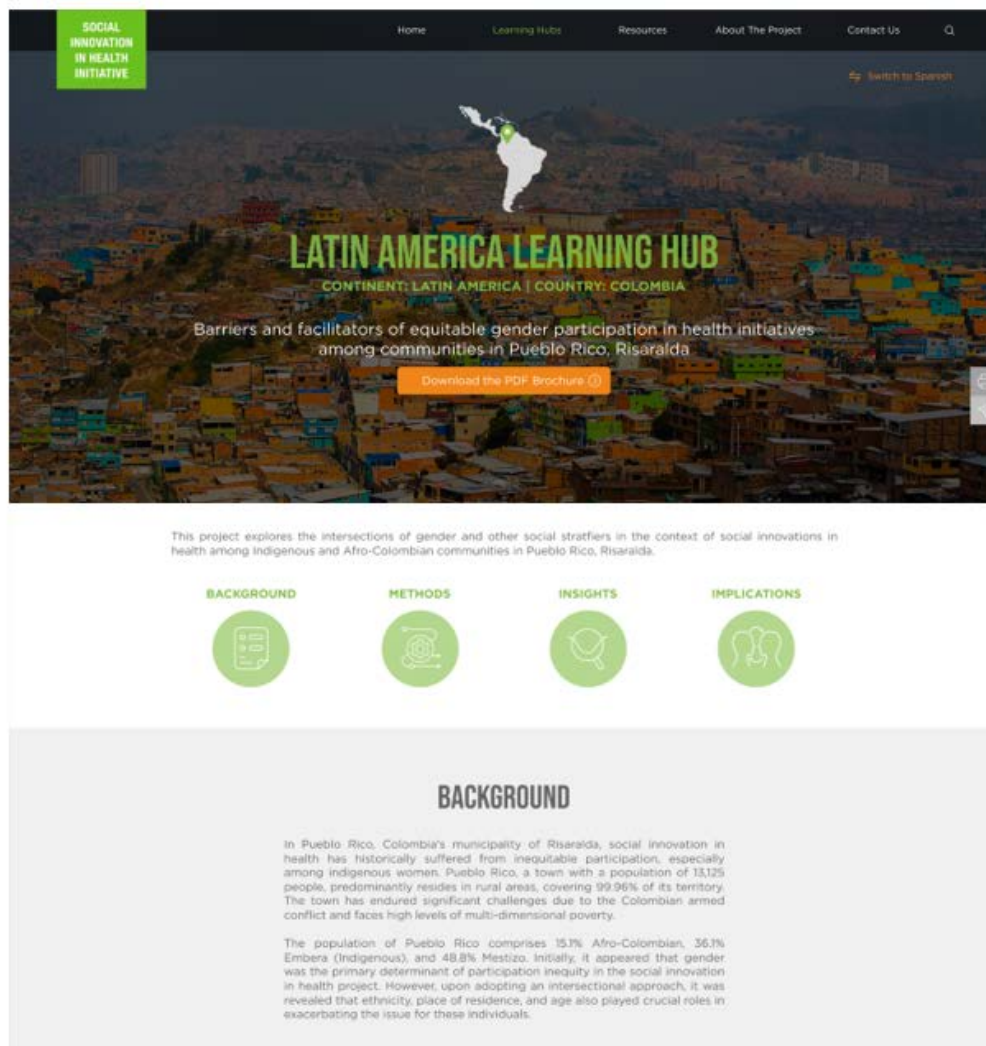 SOCIAL
INNOVATION
IN HEALTH
INITIATIVE
Home
Learning Hubs
Resources
About The Project
Contact Us
Switch to Spanish
LATIN AMERICA LEARNING HUB
CONTINENT: LATIN AMERICA | COUNTRY: COLOMBIA
Barriers and facilitators of equitable gender participation in health initiatives
among communities in Pueblo Rico, Risaralda
Download the PDF Brochure
This project explores the intersections of gender and other social stratfiers in the context of social innovations in
health among Indigenous and Afro-Colombian communities in Pueblo Rico, Risaralda.
BACKGROUND
METHODS
INSIGHTS
IMPLICATIONS
BACKGROUND
In Pueblo Rico, Colombia's municipality of Risaralda, social innovation in
health has historically suffered from inequitable participation, especially
among indigenous women. Pueblo Rico, a town with a population of 13,125
people, predominantly resides in rural areas, covering 99.96% of its territory.
The town has endured significant challenges due to the Colombian armed
conflict and faces high levels of multi-dimensional poverty.
The population of Pueblo Rico comprises 15.1% Afro-Colombian, 36.1%
Embera (Indigenous), and 48.8% Mestizo. Initially, it appeared that gender
was the primary determinant of participation inequity in the social innovation
in health project. However, upon adopting an intersectional approach, it was
revealed that ethnicity, place of residence, and age also played crucial roles in
exacerbating the issue for these individuals.